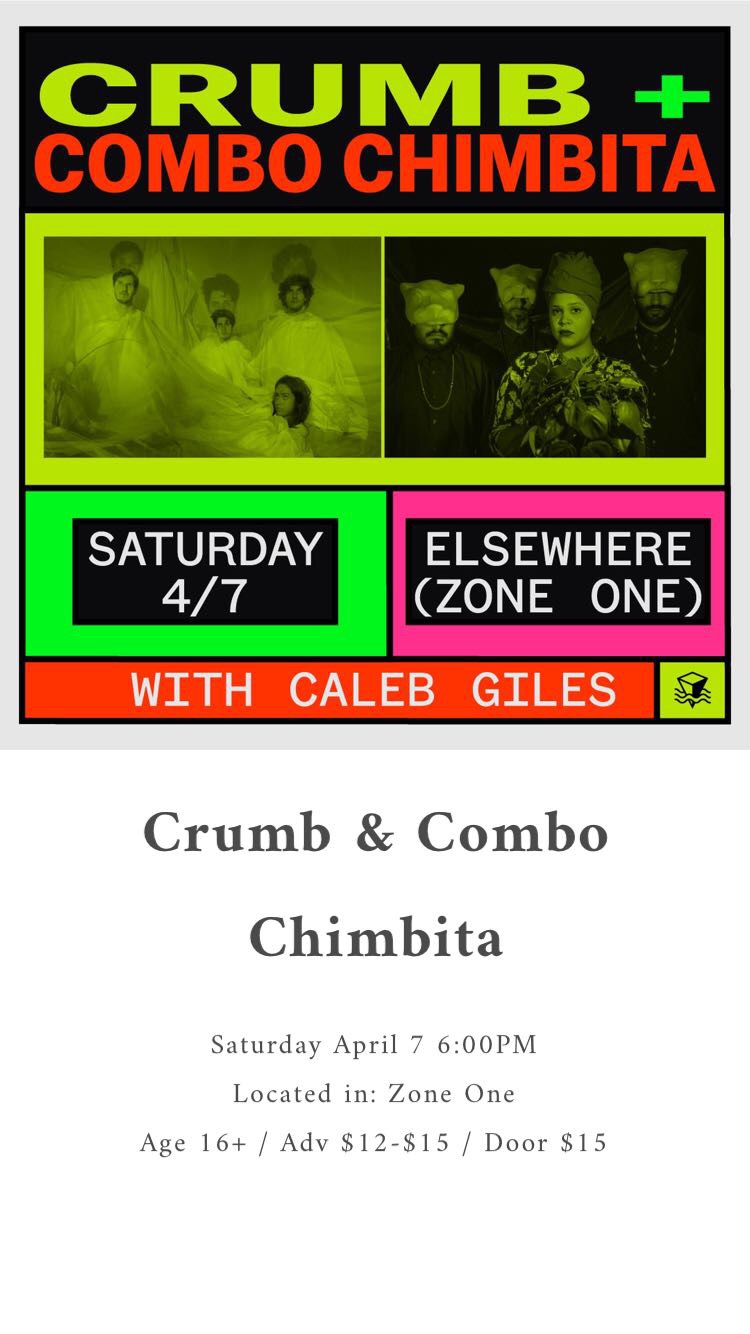 CRUMB +
COMBO CHIMBITA
SATURDAY
4/7
ELSEWHERE
(ZONE ONE)
WITH CALEB GILES
Crumb & Combo
Chimbita
Saturday April 7 6:00PM
Located in: Zone One
Age 16+ / Adv $12-$15 / Door $15